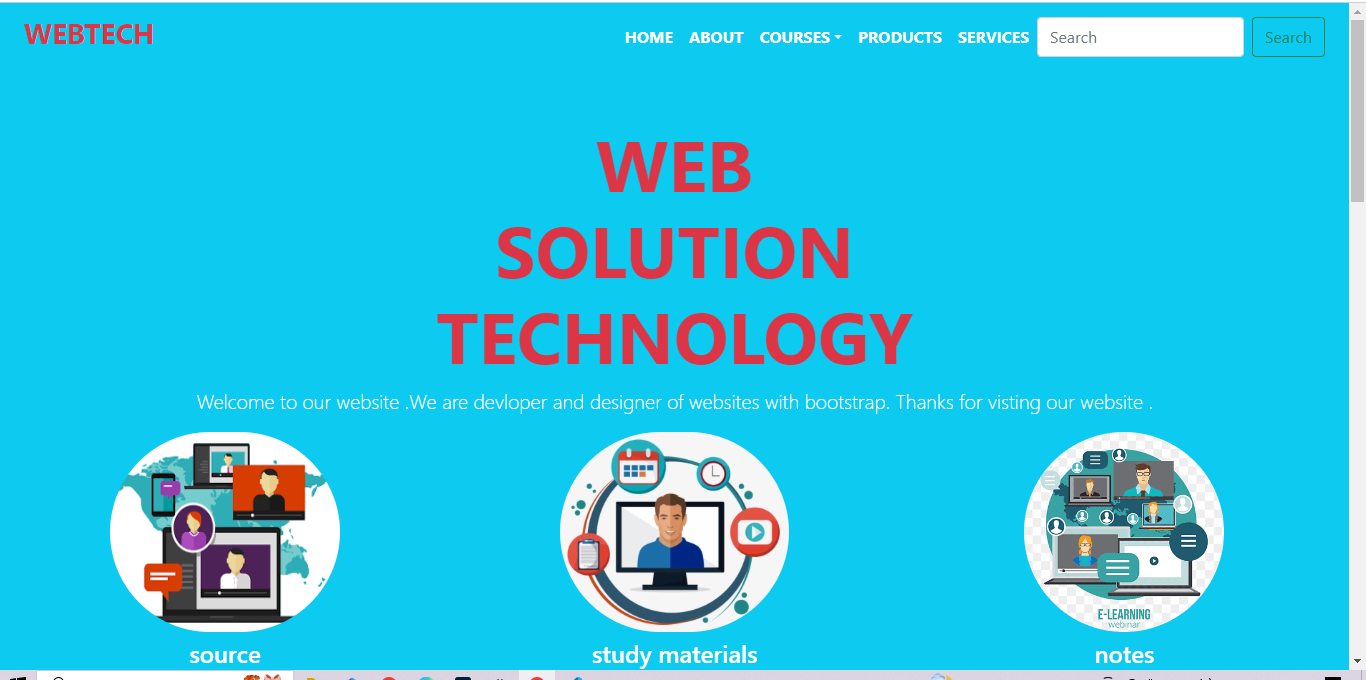 WEBTECH
HOME ABOUT COURSES PRODUCTS SERVICES Search Search
WEB
SOLUTION
TECHNOLOGY
Welcome to our website .We are devloper and designer of websites with bootstrap. Thanks for visting our website .
E-LEARNING
webinar
source study materials notes